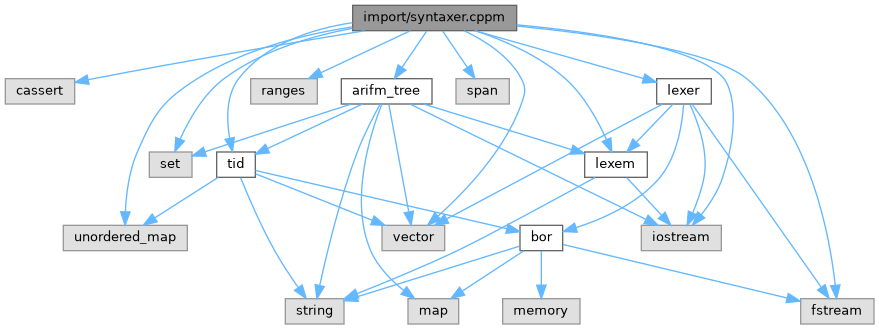 import/syntaxer.cppm
cassert
ranges
arifm_tree
span
lexer
set
tid
lexem
unordered_map
vector
bor
iostream
string
map
memory
fstream